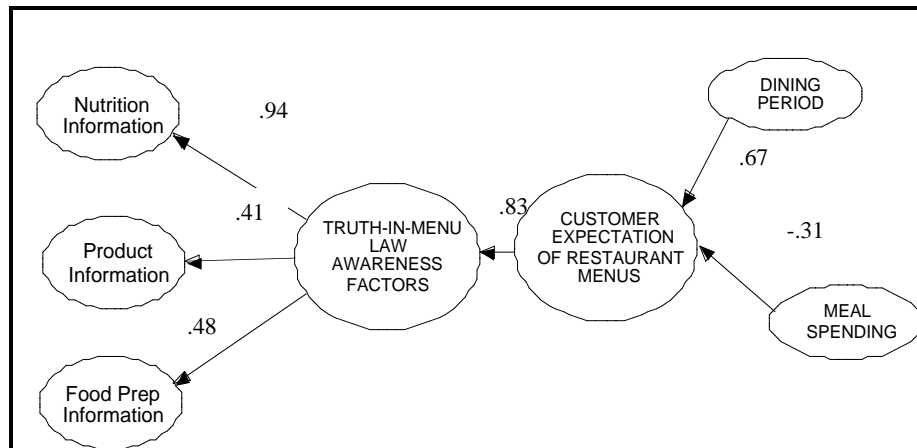 Nutrition
Information
.94
DINING
PERIOD
.67
.41
Product
Information
TRUTH-IN-MENU
LAW
AWARENESS
FACTORS
.83
CUSTOMER
EXPECTATION
OF RESTAURANT
MENUS
-.31
MEAL
SPENDING
.48
Food Prep
Information